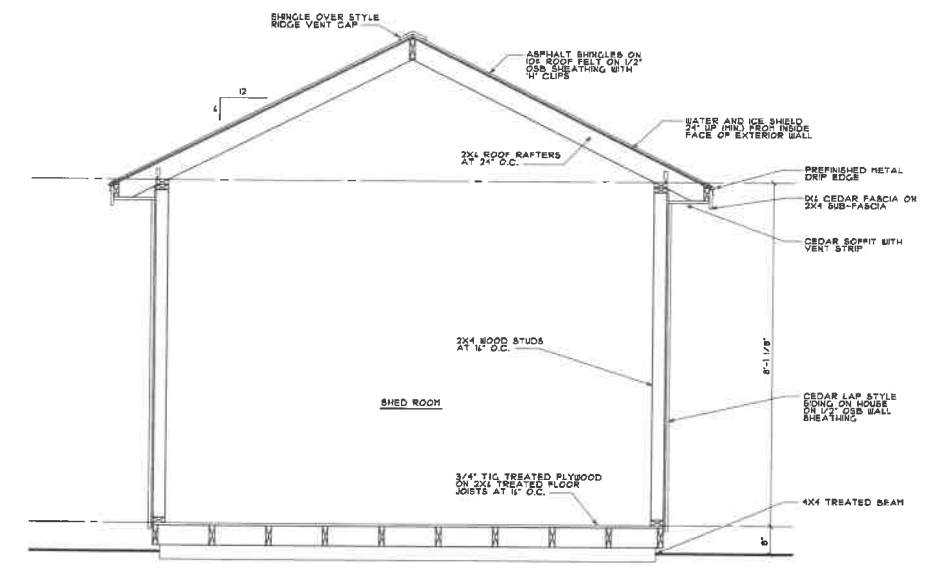 SHINGLE OVER STYLE
RIDGE VENT CAP
ASPHALT SHINGLES ON
10# ROOF FELT ON 1/2"
OSB SHEATHING WITH
'H' CLIPS
12
6
WATER AND ICE SHIELD
24" UP (MIN.) FROM INSIDE
FACE OF EXTERIOR WALL
2X6 ROOF RAFTERS
AT 24" O.C.
PREFINISHED METAL
DRIP EDGE
1X6 CEDAR FASCIA ON
2X4 SUB-FASCIA
CEDAR SOFFIT WITH
VENT STRIP
2X4 WOOD STUDS
AT 16" O.C.
8'-1 1/8"
SHED ROOM
CEDAR LAP STYLE
SIDING ON HOUSE
ON 1/2" OSB WALL
SHEATHING
3/4" T&G TREATED PLYWOOD
ON 2X6 TREATED FLOOR
JOISTS AT 16" O.C.
4X4 TREATED BEAM
8"